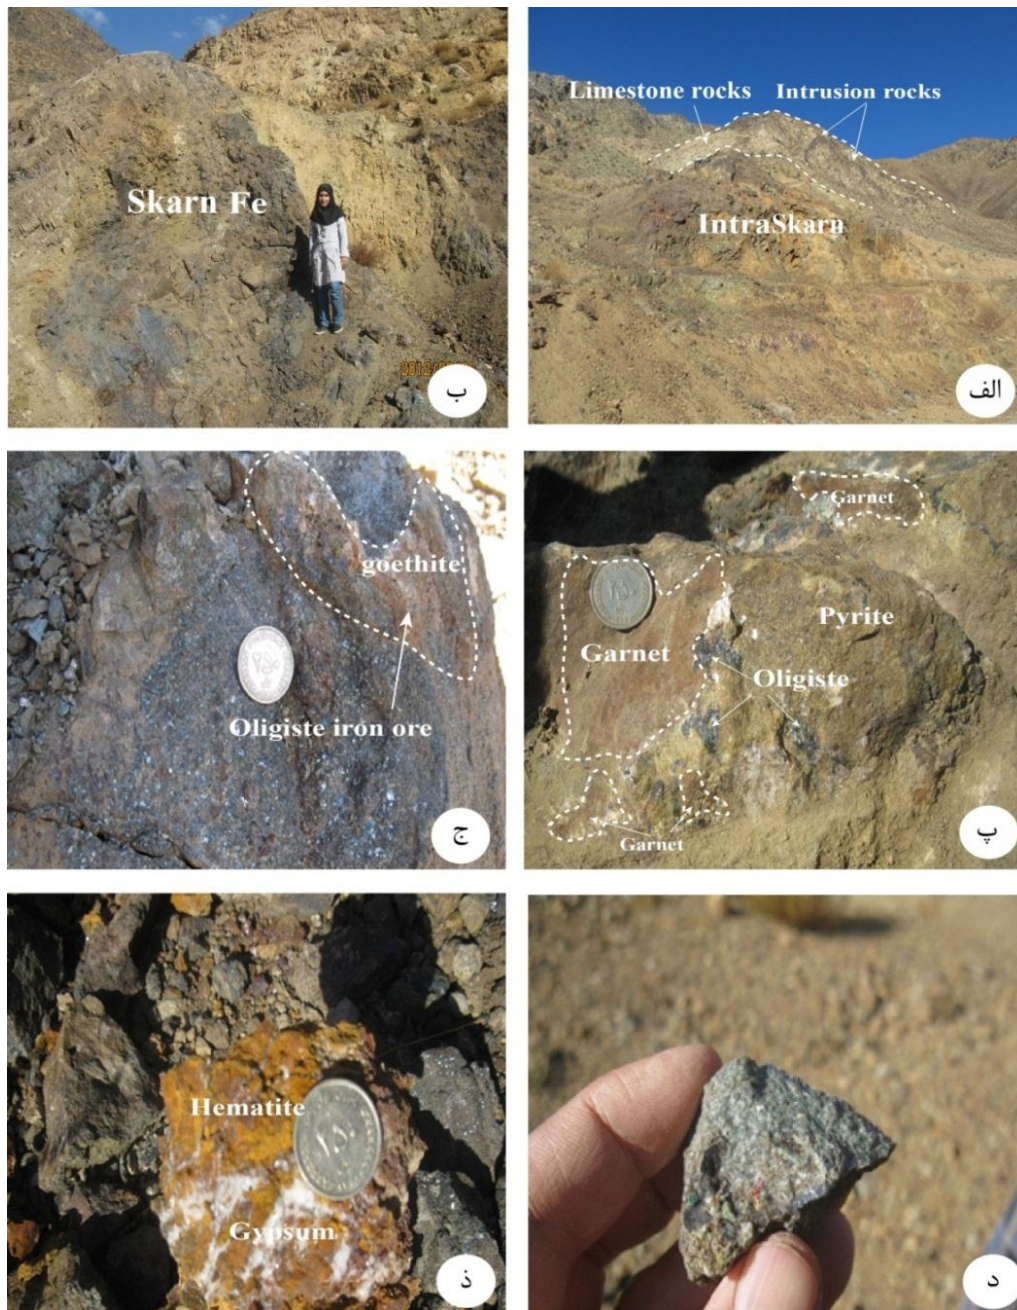 Limestone rocks
Intrusion rocks
IntraSkarn
الف
Skarn Fe
ب
Garnet
Pyrite
Garnet
Oligiste
Garnet
پ
goethite
Oligiste iron ore
ج
د
Hematite
Gypsum
ذ